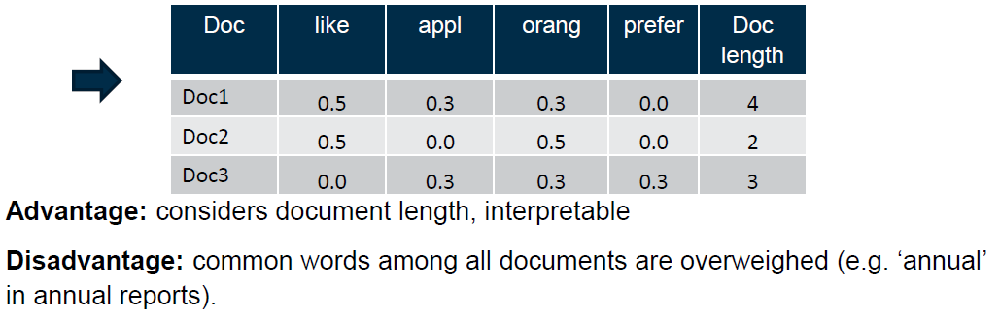 Doc like appl orang prefer Doc length
Doc1 0.5 0.3 0.3 0.0 4
Doc2 0.5 0.0 0.5 0.0 2
Doc3 0.0 0.3 0.3 0.3 3
Advantage: considers document length, interpretable
Disadvantage: common words among all documents are overweighed (e.g. ‘annual’
in annual reports).